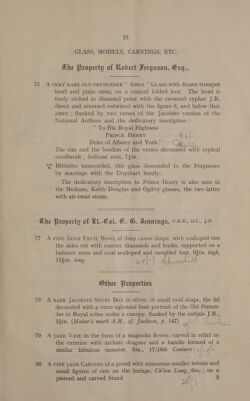 13
GLASS, MODELS, CARVINGS, ETC.
The Property of Robert Ferguson, Esq.,
76 A VERY RARE OLD PRETENDER " AMEN " GLASS with drawn trumpet
bowl and plain stem, on a conical folded foot. The bowl is
finely etched in diamond point with the crowned cypher J.R.
direct and reversed entwined with the figure 8, and below that
AMEN ; flanked by two verses of the Jacobite version of the
National Anthem and the dedicatory inscription :
" To His Royal Highness
PRINCE HENRY
Duke of Albany and York."
The rim and the borders of the verses decorated with typical
scrollwork : brilliant state, 7¾in.
Hitherto unrecorded, this glass descended to the Fergusons
by marriage with the Urquhart family.
The dedicatory inscription to Prince Henry is also seen in
the Mesham, Keith Douglas and Ogilvy glasses, the two latter
with air-twist stems.
The Property of Lt.-Col. E. G. Jennings, C.B.E., D.C., J.P.
77 A FINE IRISH FRUIT BOWL of deep canoe shape, with scalloped rim
the sides cut with convex diamonds and husks, supported on a
baluster stem and oval scalloped and moulded foot, 9½in. high,
13½in. long
Other Properties
78 A RARE JACOBITE SNUFF BOX in silver, of small oval shape, the lid
decorated with a verre eglomisé bust portrait of the Old Preten-
der in Royal robes under a canopy, flanked by the initials J.R.,
2½in. (Maker's mark A.H., cf. Jackson, p. 147)
79 A JADE VASE in the form of a magnolia flower, carved in relief on
the exterior with archaic dragons and a handle formed of a
similar fabulous monster, 5in., 17/18th Century
80 A FINE JADE CARVING of a gourd with numerous smaller berries and
small figures of rats on the foliage, Ch'ien Lung, 6in. ; on a
pierced and carved Stand
2